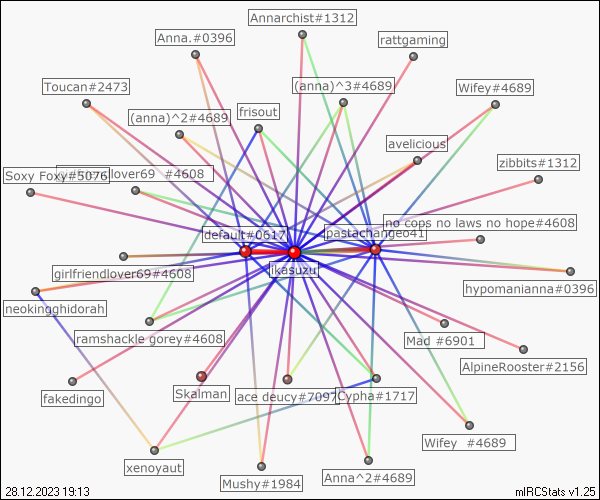 Annarchist#1312
Anna.#0396
rattgaming
Toucan#2473
(anna)^3#4689
Wifey#4689
(anna)^2#4689
frisout
avelicious
zibbits#1312
Soxy Foxy#5076
lover69 #4608
no cops no laws no hope#4608
default#0617
pastachangeo41
ikasuzu
girlfriendlover69#4608
hypomanianna#0396
neokingghidorah
ramshackle gorey#4608
Mad #6901
AlpineRooster#2156
fakedingo
Skalman
ace deucy#7097
Cypha#1717
Wifey #4689
xenoyaut
Mushy#1984
Anna^2#4689
28.12.2023 19:13
mIRCStats v1.25